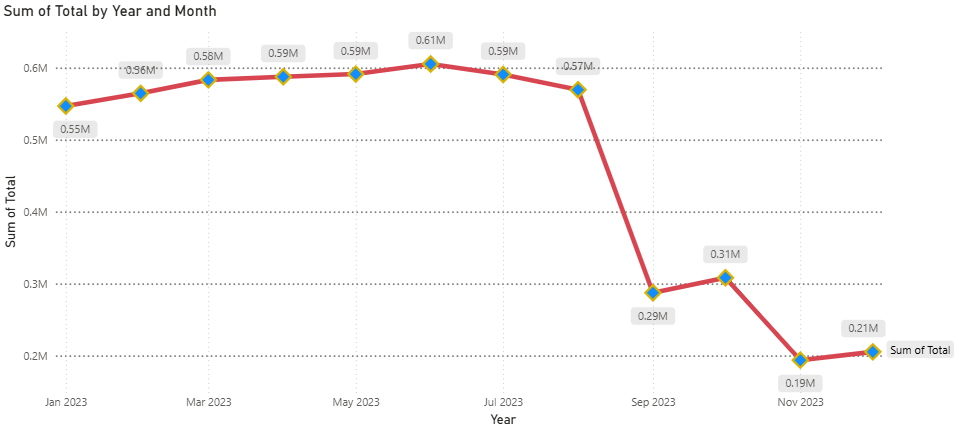 Sum of Total by Year and Month
Sum of Total
0.6M
0.5M
0.4M
0.3M
0.2M
0.55M
0.56M
0.58M
0.59M
0.59M
0.61M
0.59M
0.57M
0.29M
0.31M
0.19M
0.21M
Sum of Total
Jan 2023
Mar 2023
May 2023
Jul 2023
Sep 2023
Nov 2023
Year